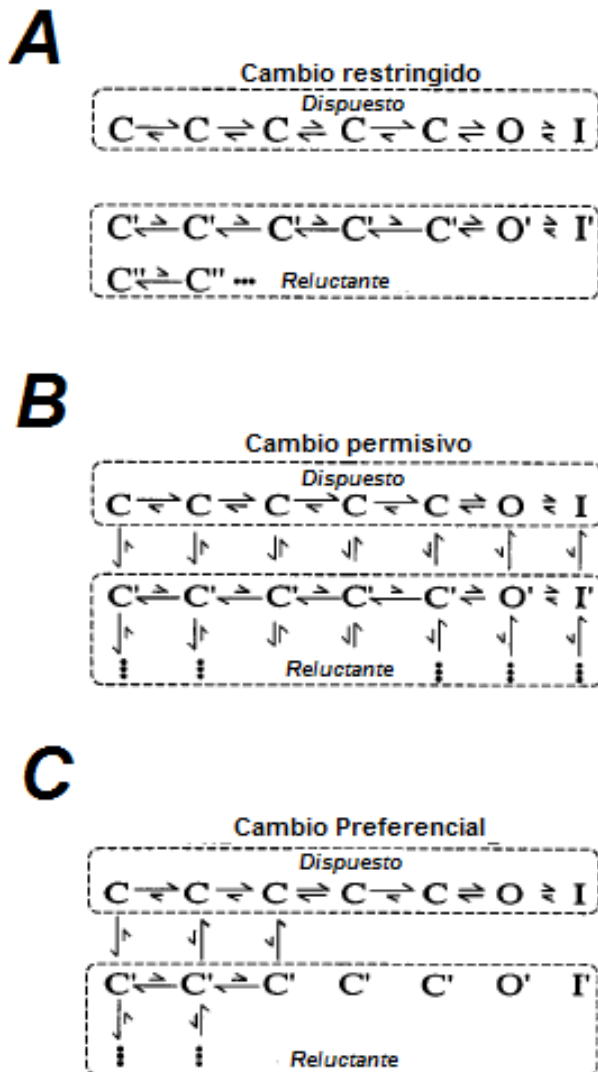 A
Cambio restringido
Dispuesto
C C C C C O I
C' C' C' C' C' O' I'
C'' C'' ••• Reluctante
B
Cambio permisivo
Dispuesto
C C C C C O I
C' C' C' C' C' O' I'
Reluctante
C
Cambio Preferencial
Dispuesto
C C C C C O I
C' C' C' C' C' O' I'
Reluctante